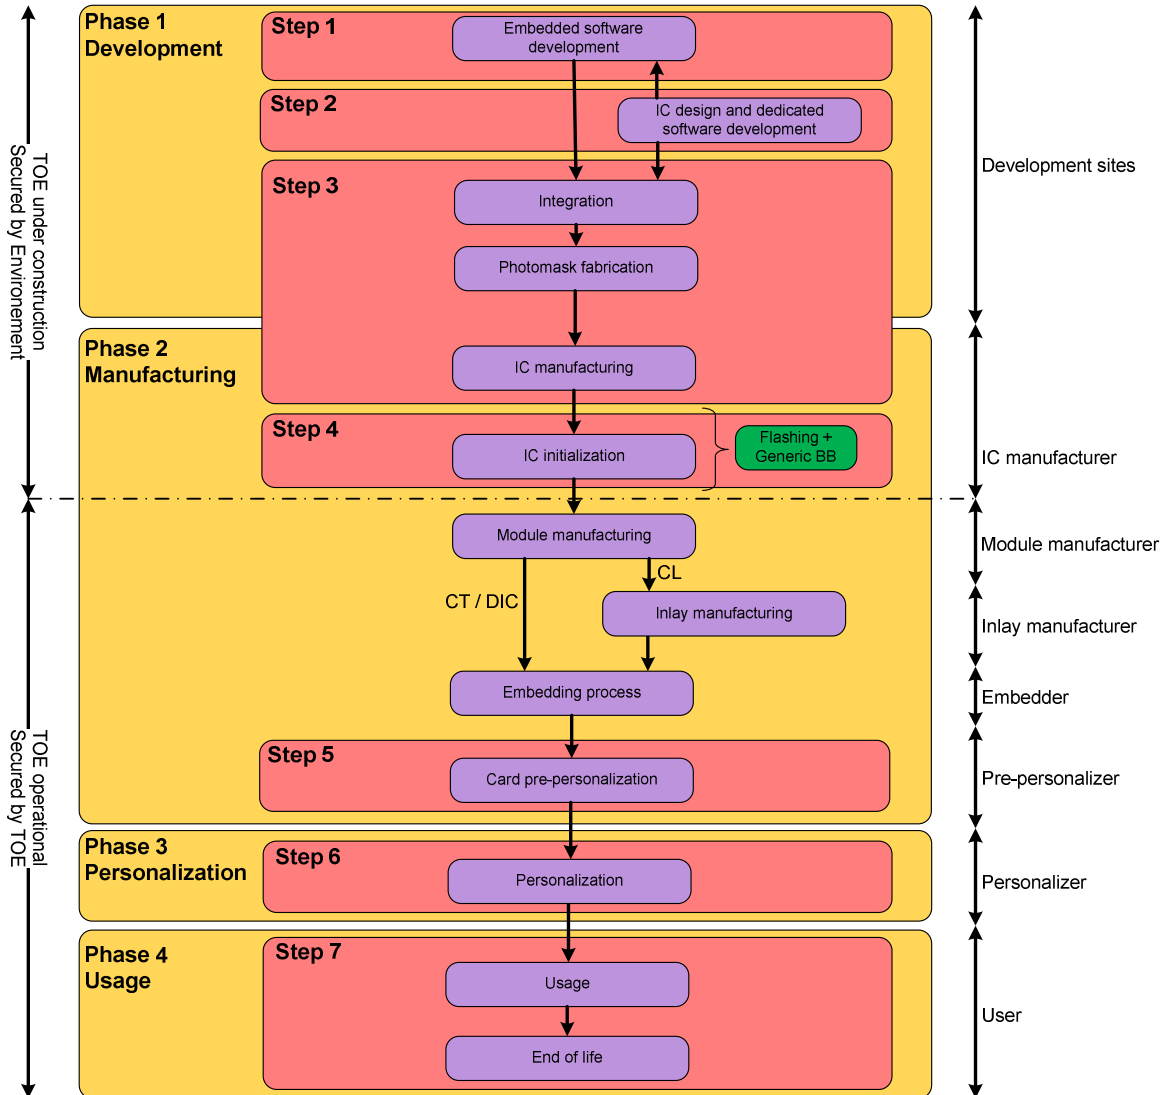 Phase 1
Development
Step 1
Embedded software
development
Step 2
IC design and dedicated
software development
Step 3
Integration
Photomask fabrication
Development sites
TOE under construction
Secured by Environement
Phase 2
Manufacturing
IC manufacturing
Step 4
IC initialization
Flashing +
Generic BB
IC manufacturer
Module manufacturing
Module manufacturer
CL
CT / DIC
Inlay manufacturing
Inlay manufacturer
Embedding process
Embedder
Step 5
Card pre-personalization
Pre-personalizer
TOE operational
Secured by TOE
Phase 3
Personalization
Step 6
Personalization
Personalizer
Phase 4
Usage
Step 7
Usage
End of life
User